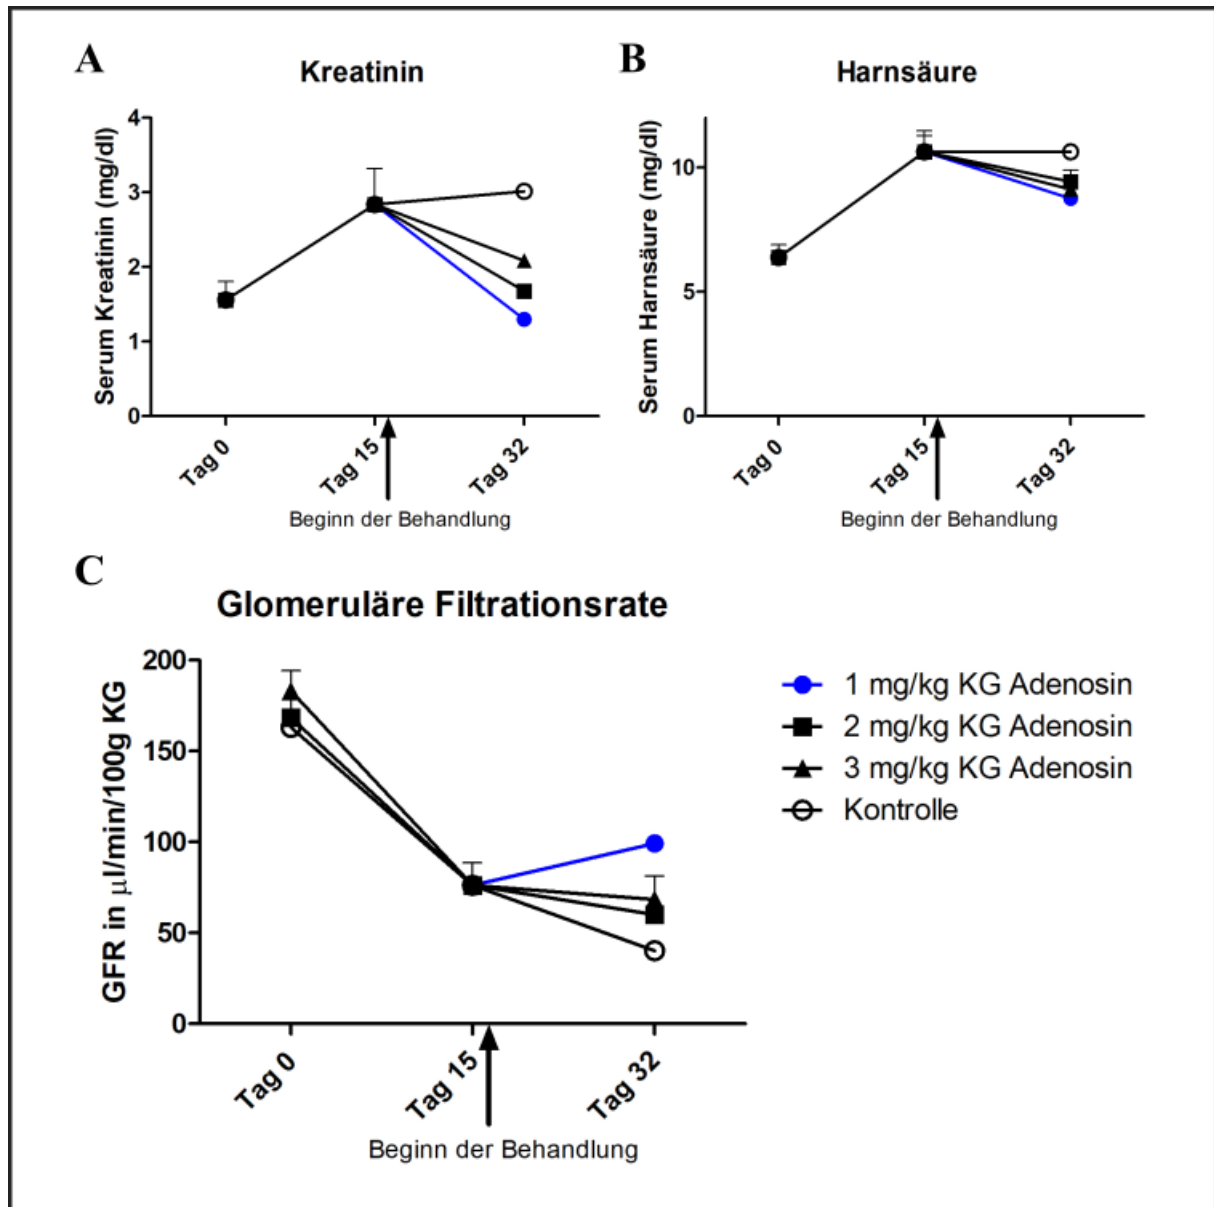 A
Kreatinin
Serum Kreatinin (mg/dl)
4
3
2
1
0
Tag 0
Tag 15
Tag 32
Beginn der Behandlung
B
Harnsäure
Serum Harnsäure (mg/dl)
10
5
0
Tag 0
Tag 15
Tag 32
Beginn der Behandlung
C
Glomeruläre Filtrationsrate
GFR in µl/min/100g KG
200
150
100
50
0
Tag 0
Tag 15
Tag 32
Beginn der Behandlung
1 mg/kg KG Adenosin
2 mg/kg KG Adenosin
3 mg/kg KG Adenosin
Kontrolle